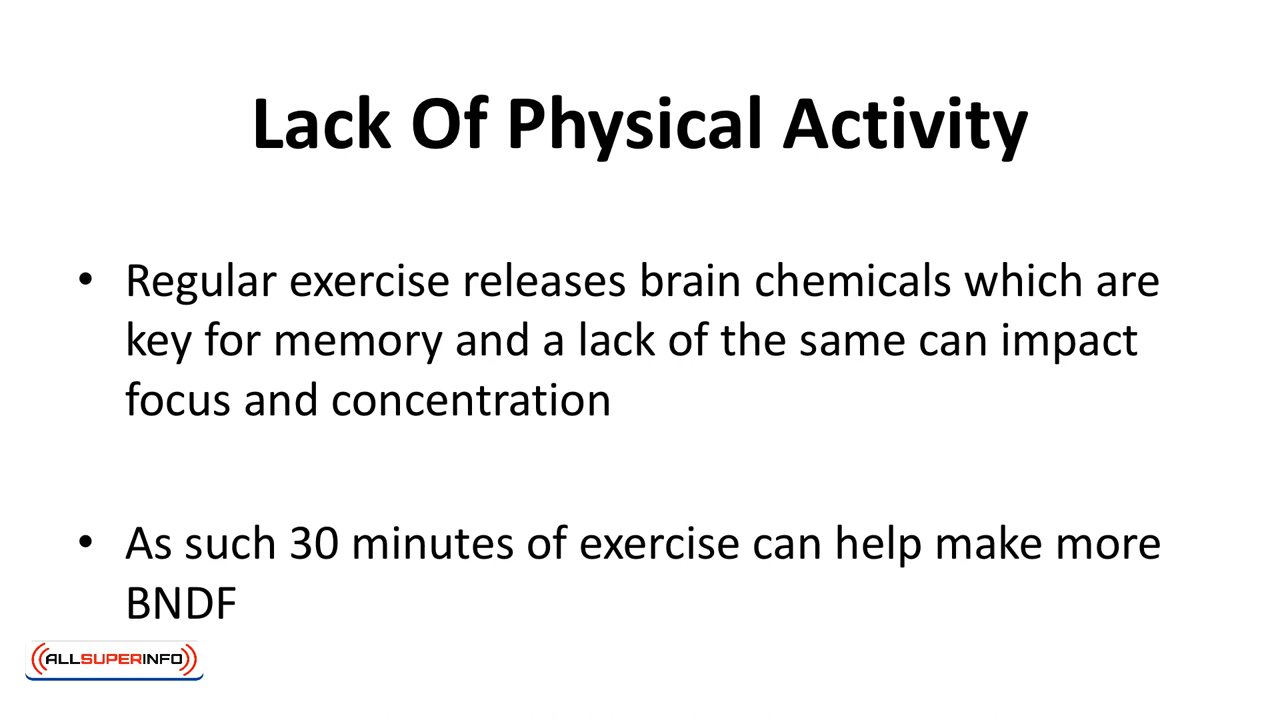 Lack Of Physical Activity
• Regular exercise releases brain chemicals which are
key for memory and a lack of the same can impact
focus and concentration
• As such 30 minutes of exercise can help make more
BNDF
ALLSUPERINFO